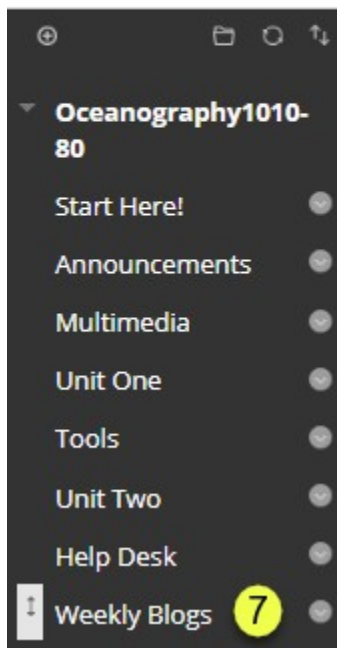 Oceanography1010-
80
Start Here!
Announcements
Multimedia
Unit One
Tools
Unit Two
Help Desk
Weekly Blogs 7